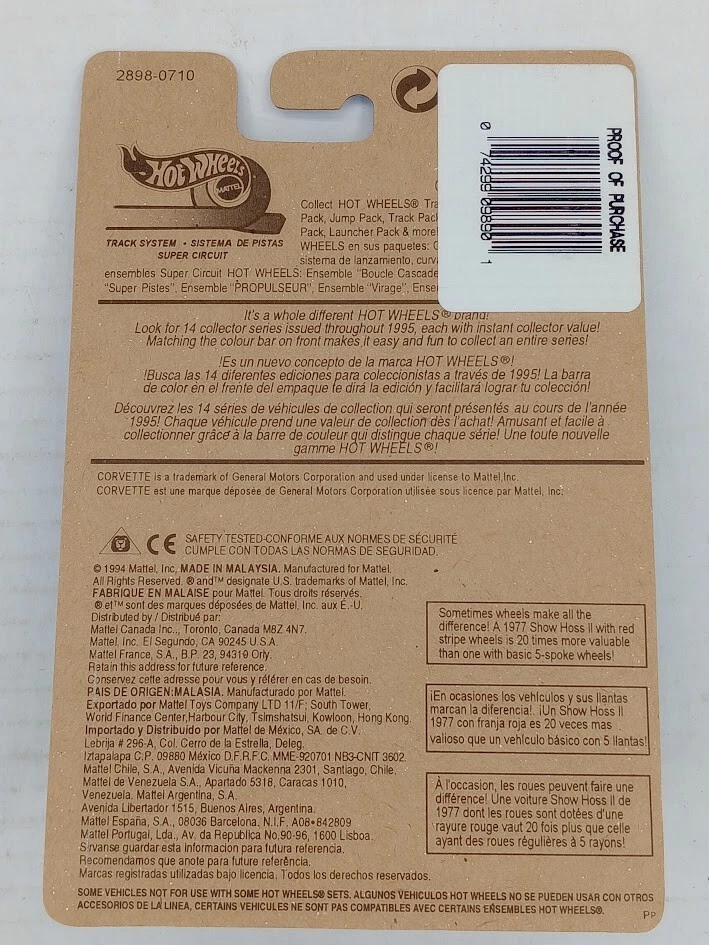 2898-0710
HOT WHEELS
MATTEL
TRACK SYSTEM • SISTEMA DE PISTAS
SUPER CIRCUIT
PROOF OF PURCHASE
0 74299 09890 1
Collect HOT WHEELS® Tra
Pack, Jump Pack, Track Pack
Pack, Launcher Pack & more!
WHEELS en sus paquetes: C
sistema de lanzamiento, curva
ensembles Super Circuit HOT WHEELS: Ensemble "Boucle Cascade
"Super Pistes", Ensemble "PROPULSEUR", Ensemble "Virage", Ense
It's a whole different HOT WHEELS® brand!
Look for 14 collector series issued throughout 1995, each with instant collector value!
Matching the colour bar on front makes it easy and fun to collect an entire series!
!Es un nuevo concepto de la marca HOT WHEELS®!
!Busca las 14 diferentes ediciones para coleccionistas a través de 1995! La barra
de color en el frente del empaque te dirá la edición y facilitará lograr tu colección!
Découvrez les 14 séries de véhicules de collection qui seront présentés au cours de l'année
1995! Chaque véhicule prend une valeur de collection dès l'achat! Amusant et facile à
collectionner grâce à la barre de couleur qui distingue chaque série! Une toute nouvelle
gamme HOT WHEELS®!
CORVETTE is a trademark of General Motors Corporation and used under license to Mattel,Inc.
CORVETTE est une marque déposée de General Motors Corporation utilisée sous licence par Mattel, Inc.
CE SAFETY TESTED-CONFORME AUX NORMES DE SÉCURITÉ
CUMPLE CON TODAS LAS NORMAS DE SEGURIDAD.
© 1994 Mattel, Inc, MADE IN MALAYSIA. Manufactured for Mattel.
All Rights Reserved. ® and™ designate U.S. trademarks of Mattel, Inc.
FABRIQUÉ EN MALAISE pour Mattel. Tous droits réservés.
® et™ sont des marques déposées de Mattel, Inc. aux É.-U.
Distributed by / Distribué par:
Mattel Canada Inc.., Toronto, Canada M8Z 4N7.
Mattel, Inc. El Segundo, CA 90245 U.S.A.
Mattel France, S.A., B.P. 23, 94310 Orly.
Retain this address for future reference.
Conservez cette adresse pour vous y référer en cas de besoin.
PAIS DE ORIGEN:MALASIA. Manufacturado por Mattel.
Exportado por Mattel Toys Company LTD 11/F; South Tower,
World Finance Center,Harbour City, Tsimshatsui, Kowloon, Hong Kong.
Importado y Distribuído por Mattel de México, SA. de C.V.
Lebrija # 296-A, Col. Cerro de la Estrella, Deleg.
Iztapalapa C.P. 09880 México D.F.R.F.C. MME-920701 NB3-CNIT 3602.
Mattel Chile, S.A., Avenida Vicuña Mackenna 2301, Santiago, Chile,
Mattel de Venezuela S.A., Apartado 5318, Caracas 1010,
Venezuela. Mattel Argentina, S.A.
Avenida Libertador 1515, Buenos Aires, Argentina.
Mattel España, S.A., 08036 Barcelona, N.I.F. A08•842809
Mattel Portugal, Lda., Av. da Republica No.90-96, 1600 Lisboa.
Sirvanse guardar esta informacion para futura referencia.
Recomendamos que anote para future referência.
Marcas registradas utilizadas bajo licencia. Todos los derechos reservados.
Sometimes wheels make all the
difference! A 1977 Show Hoss II with red
stripe wheels is 20 times more valuable
than one with basic 5-spoke wheels!
¡En ocasiones los vehículos y sus llantas
marcan la diferencia!. ¡Un Show Hoss II
1977 con franja roja es 20 veces mas
valioso que un vehículo básico con 5 llantas!
À l'occasion, les roues peuvent faire une
différence! Une voiture Show Hoss II de
1977 dont les roues sont dotées d'une
rayure rouge vaut 20 fois plus que celle
ayant des roues régulières à 5 rayons!
SOME VEHICLES NOT FOR USE WITH SOME HOT WHEELS® SETS. ALGUNOS VEHICULOS HOT WHEELS NO SE PUEDEN USAR CON OTROS
ACCESORIOS DE LA LINEA, CERTAINS VEHICULES NE SONT PAS COMPATIBLES AVEC CERTAINS ENSEMBLES HOT WHEELS®.
PP